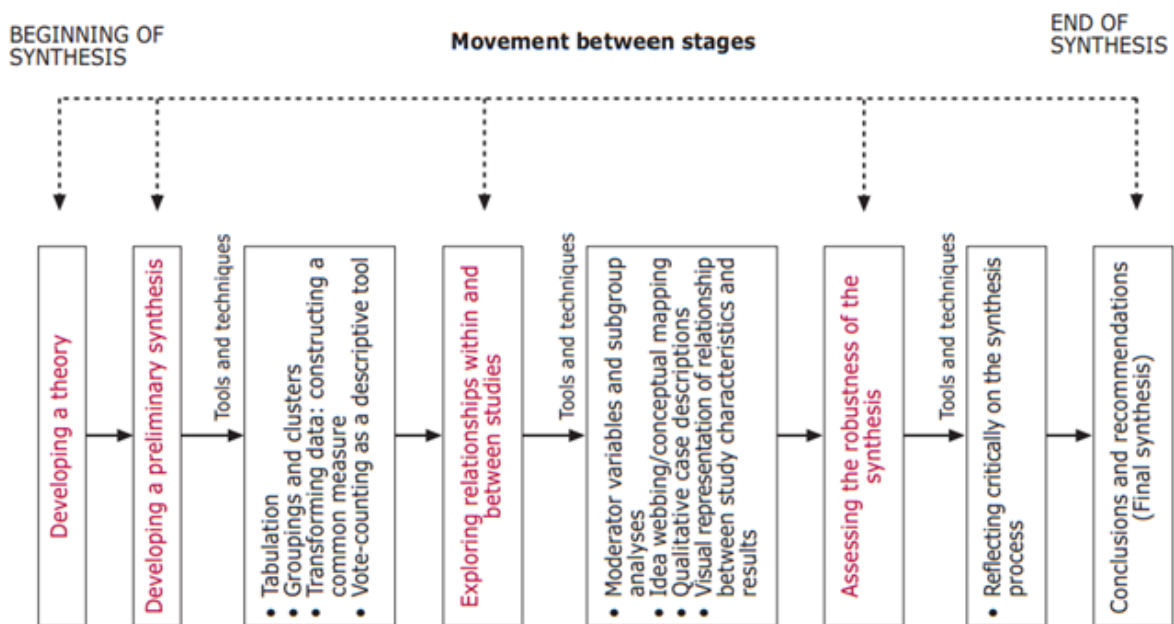 BEGINNING OF
SYNTHESIS
Movement between stages
END OF
SYNTHESIS
Developing a theory
Developing a preliminary synthesis
Tools and techniques
• Tabulation
• Groupings and clusters
• Transforming data: constructing a
common measure
• Vote-counting as a descriptive tool
Exploring relationships within and
between studies
Tools and techniques
• Moderator variables and subgroup
analyses
• Idea webbing/conceptual mapping
• Qualitative case descriptions
• Visual representation of relationship
between study characteristics and
results
Assessing the robustness of the
synthesis
Tools and techniques
• Reflecting critically on the synthesis
process
Conclusions and recommendations
(Final synthesis)